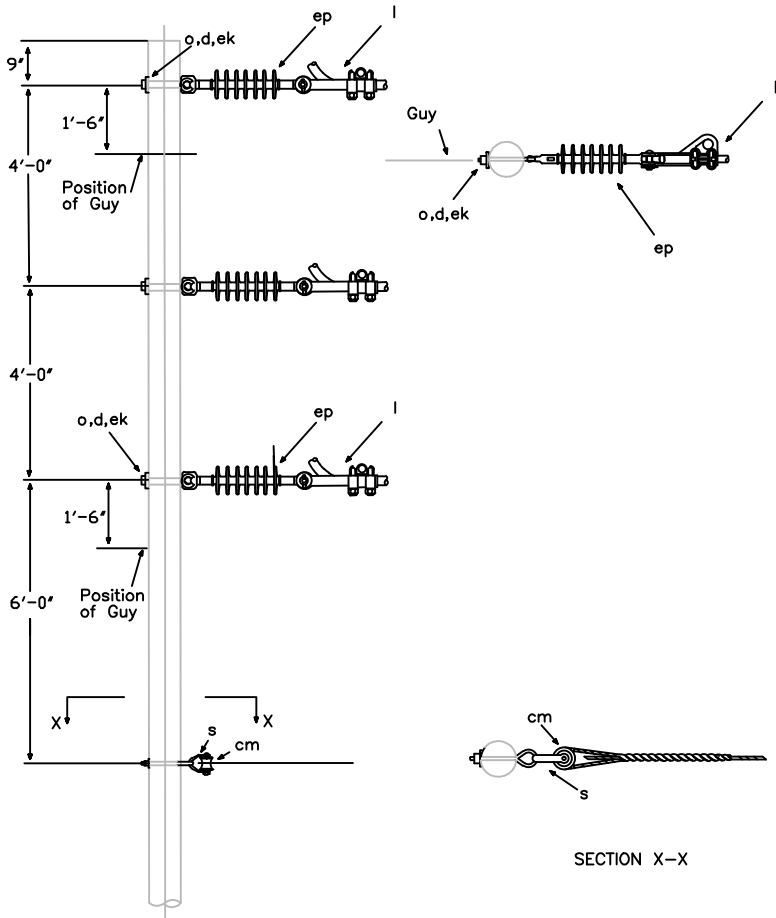 o,d,ek
ep
l
9"
1'-6"
4'-0"
Position
of Guy
Guy
l
o,d,ek
ep
4'-0"
o,d,ek
ep
l
1'-6"
Position
of Guy
6'-0"
X
X
s
cm
cm
s
SECTION X-X